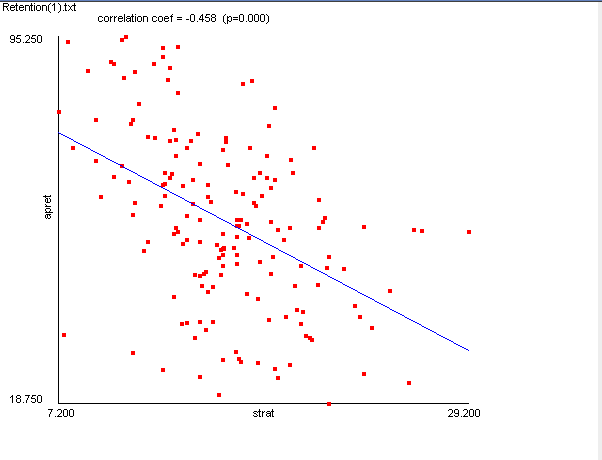 Retention(1).txt
correlation coef = -0.458 (p=0.000)
95.250
apret
18.750
7.200 strat 29.200